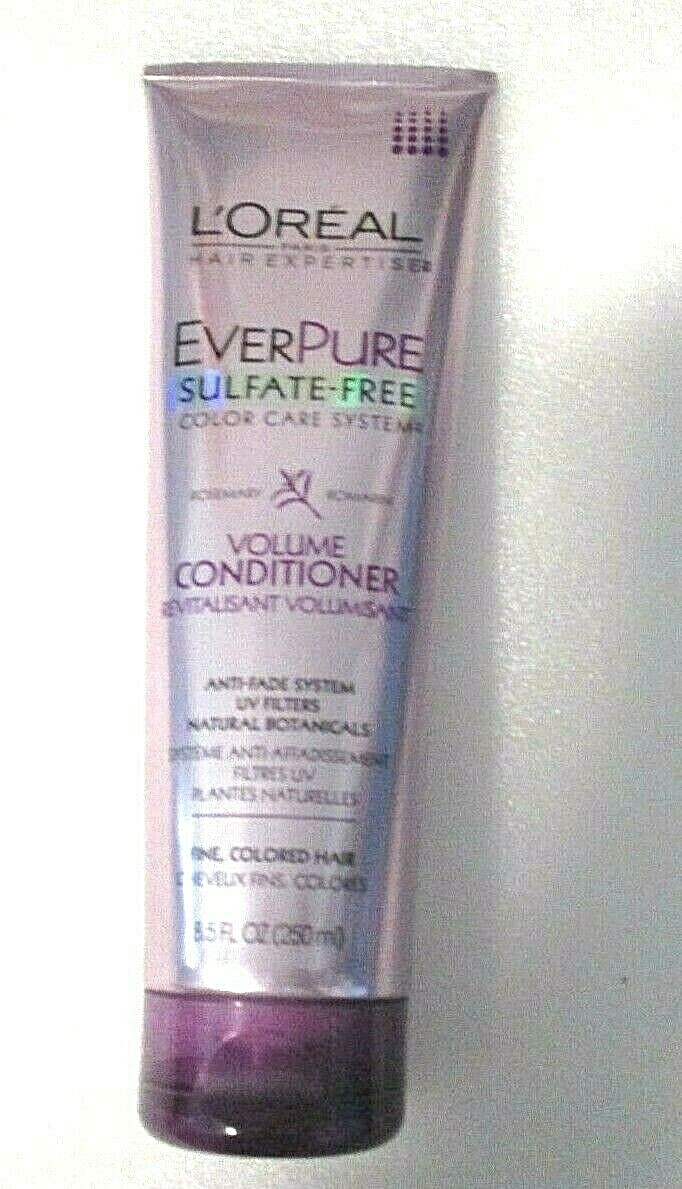 L'ORÉAL
PARIS
HAIR EXPERTISE
EVERPURE
SULFATE-FREE
COLOR CARE SYSTEM
ROSEMARY
VOLUME
CONDITIONER
REVITALISANT VOLUMISANT
ANTI-FADE SYSTEM
UV FILTERS
NATURAL BOTANICALS
SYSTÈME ANTI-AFFADISSEMENT
FILTRES UV
PLANTES NATURELLES
FINE, COLORED HAIR
CHEVEUX FINS, COLORÉS
8.5 FL OZ (250 ml)